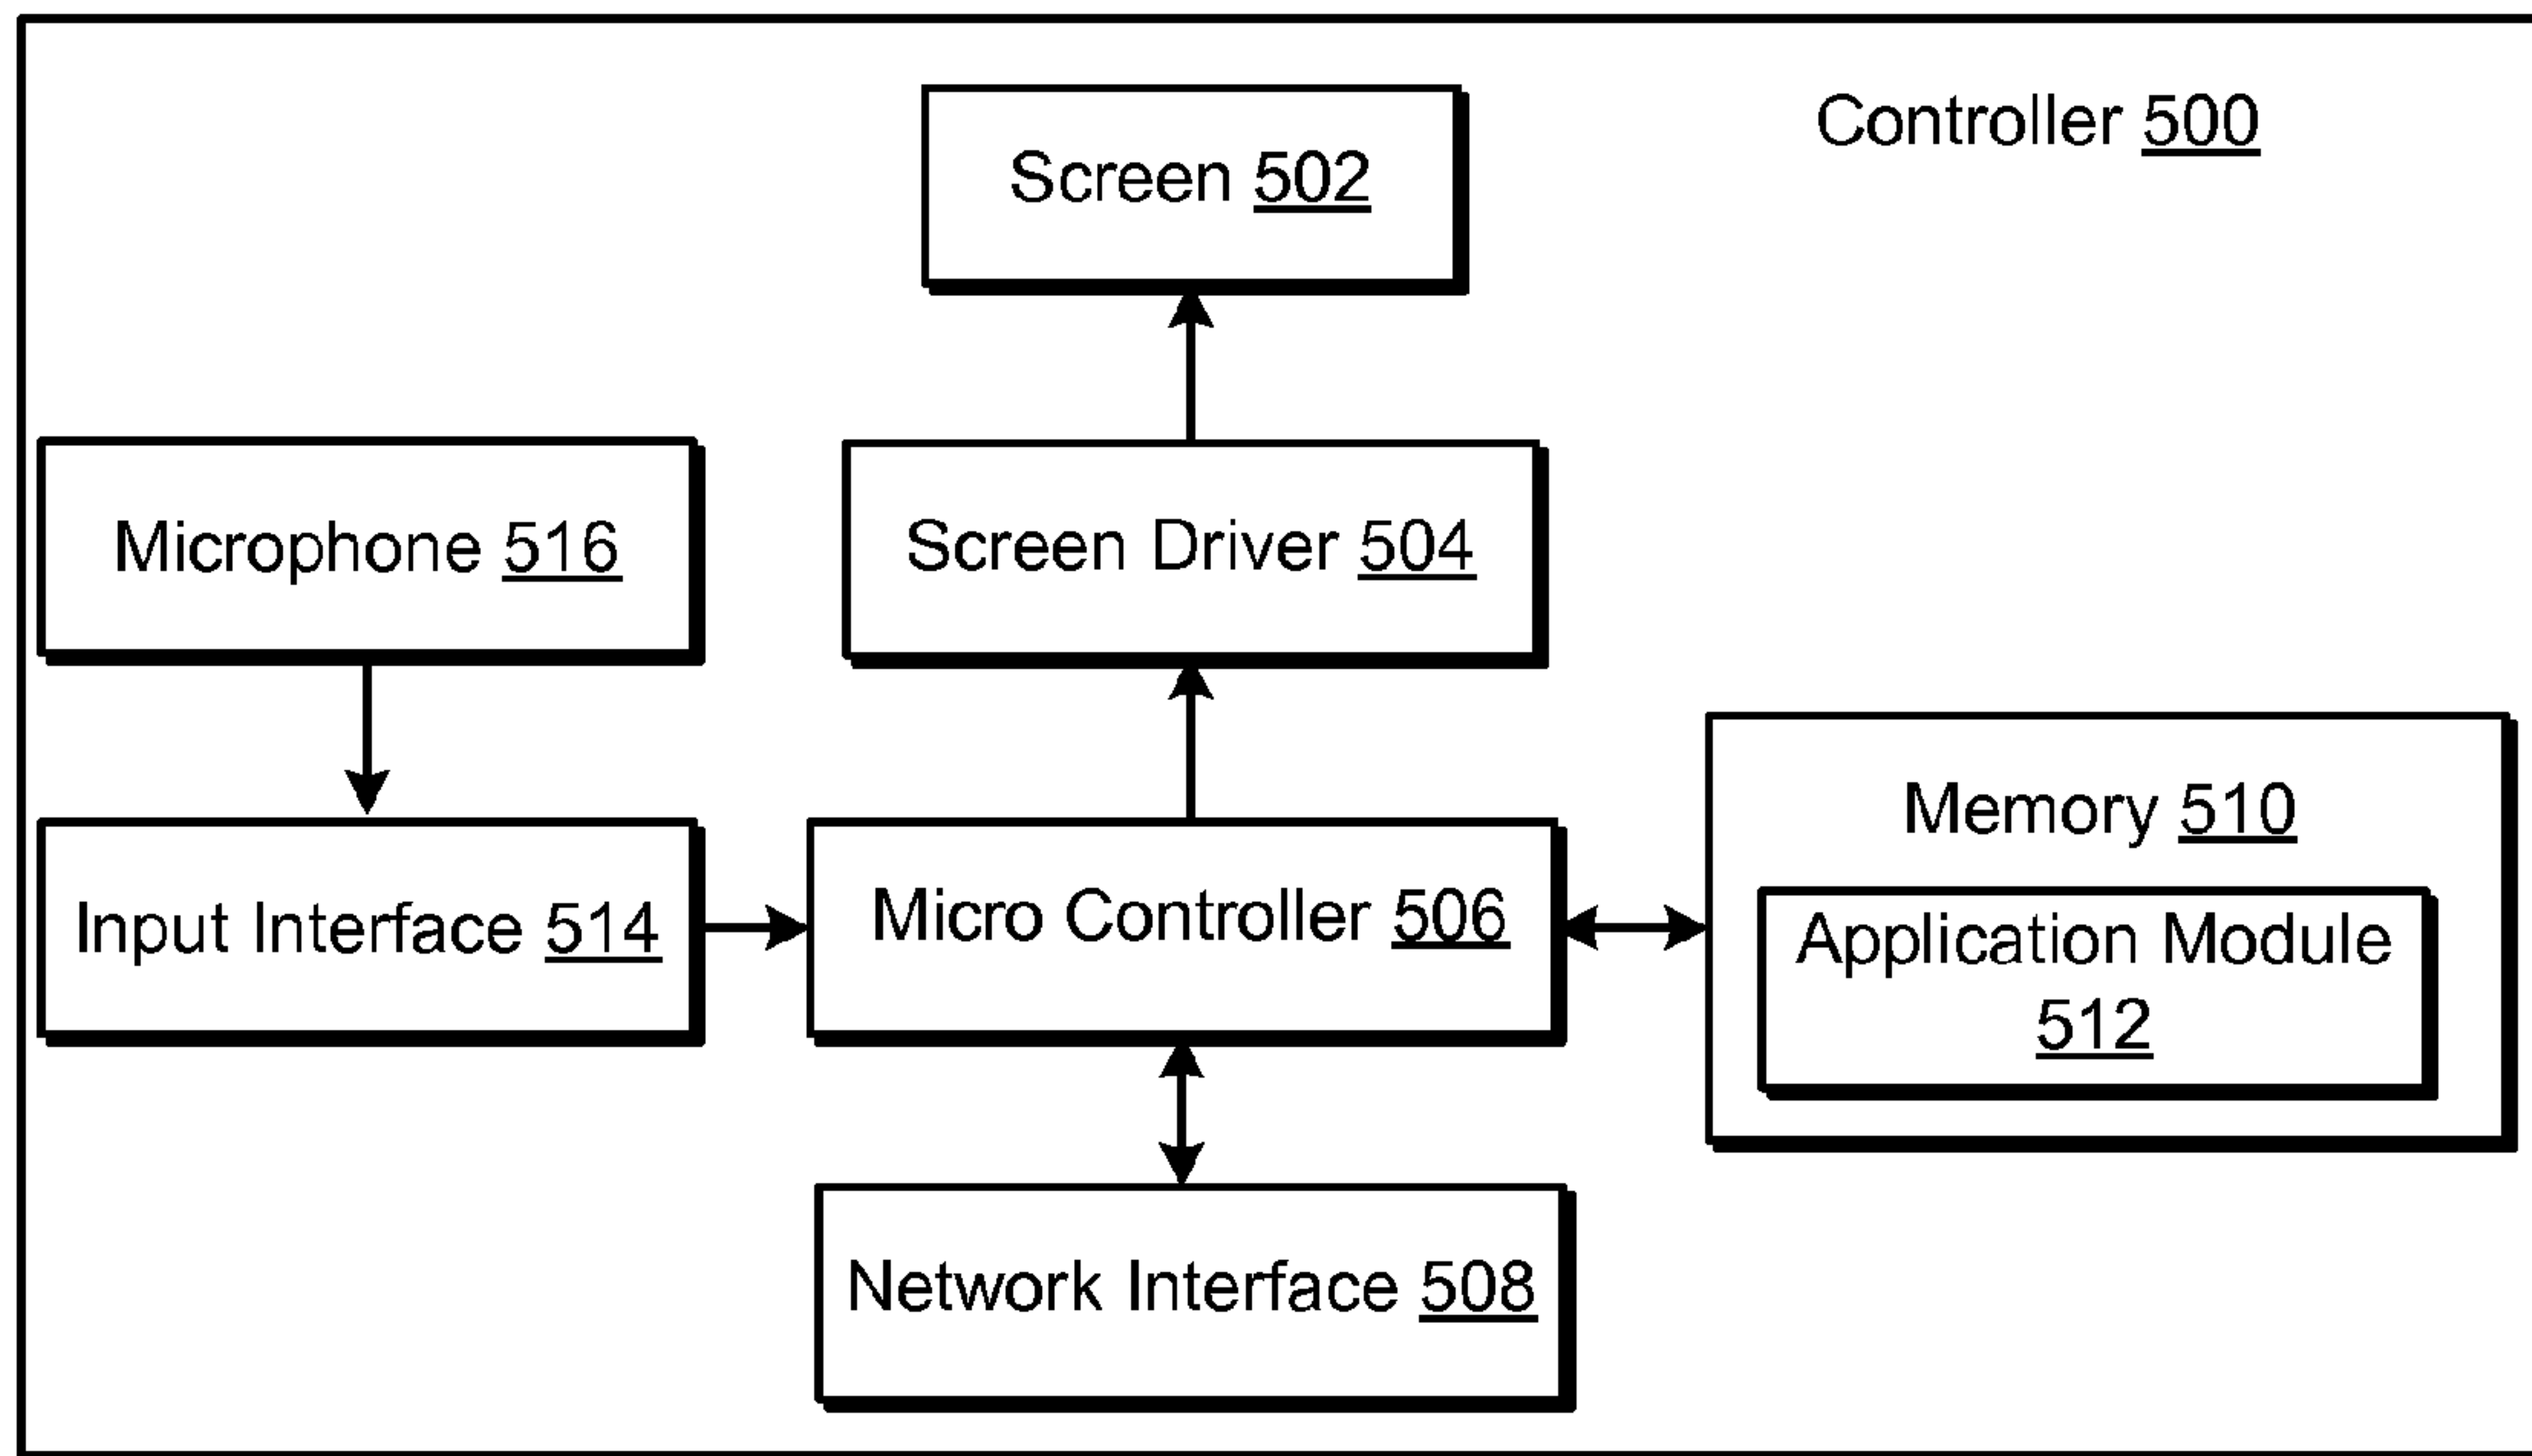 Controller 500
Screen 502
Microphone 516
Screen Driver 504
Input Interface 514
Micro Controller 506
Memory 510
Application Module
512
Network Interface 508